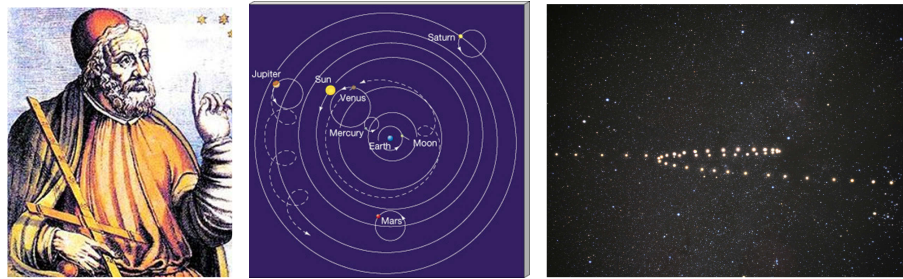 Saturn
Jupiter
Sun
Venus
Mercury
Earth
Moon
Mars